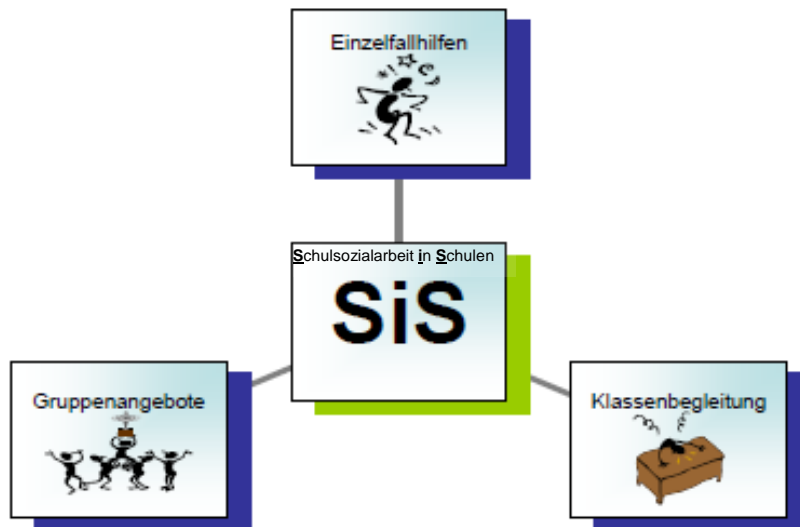 Einzelfallhilfen
Schulsozialarbeit in Schulen
SiS
Gruppenangebote
Klassenbegleitung